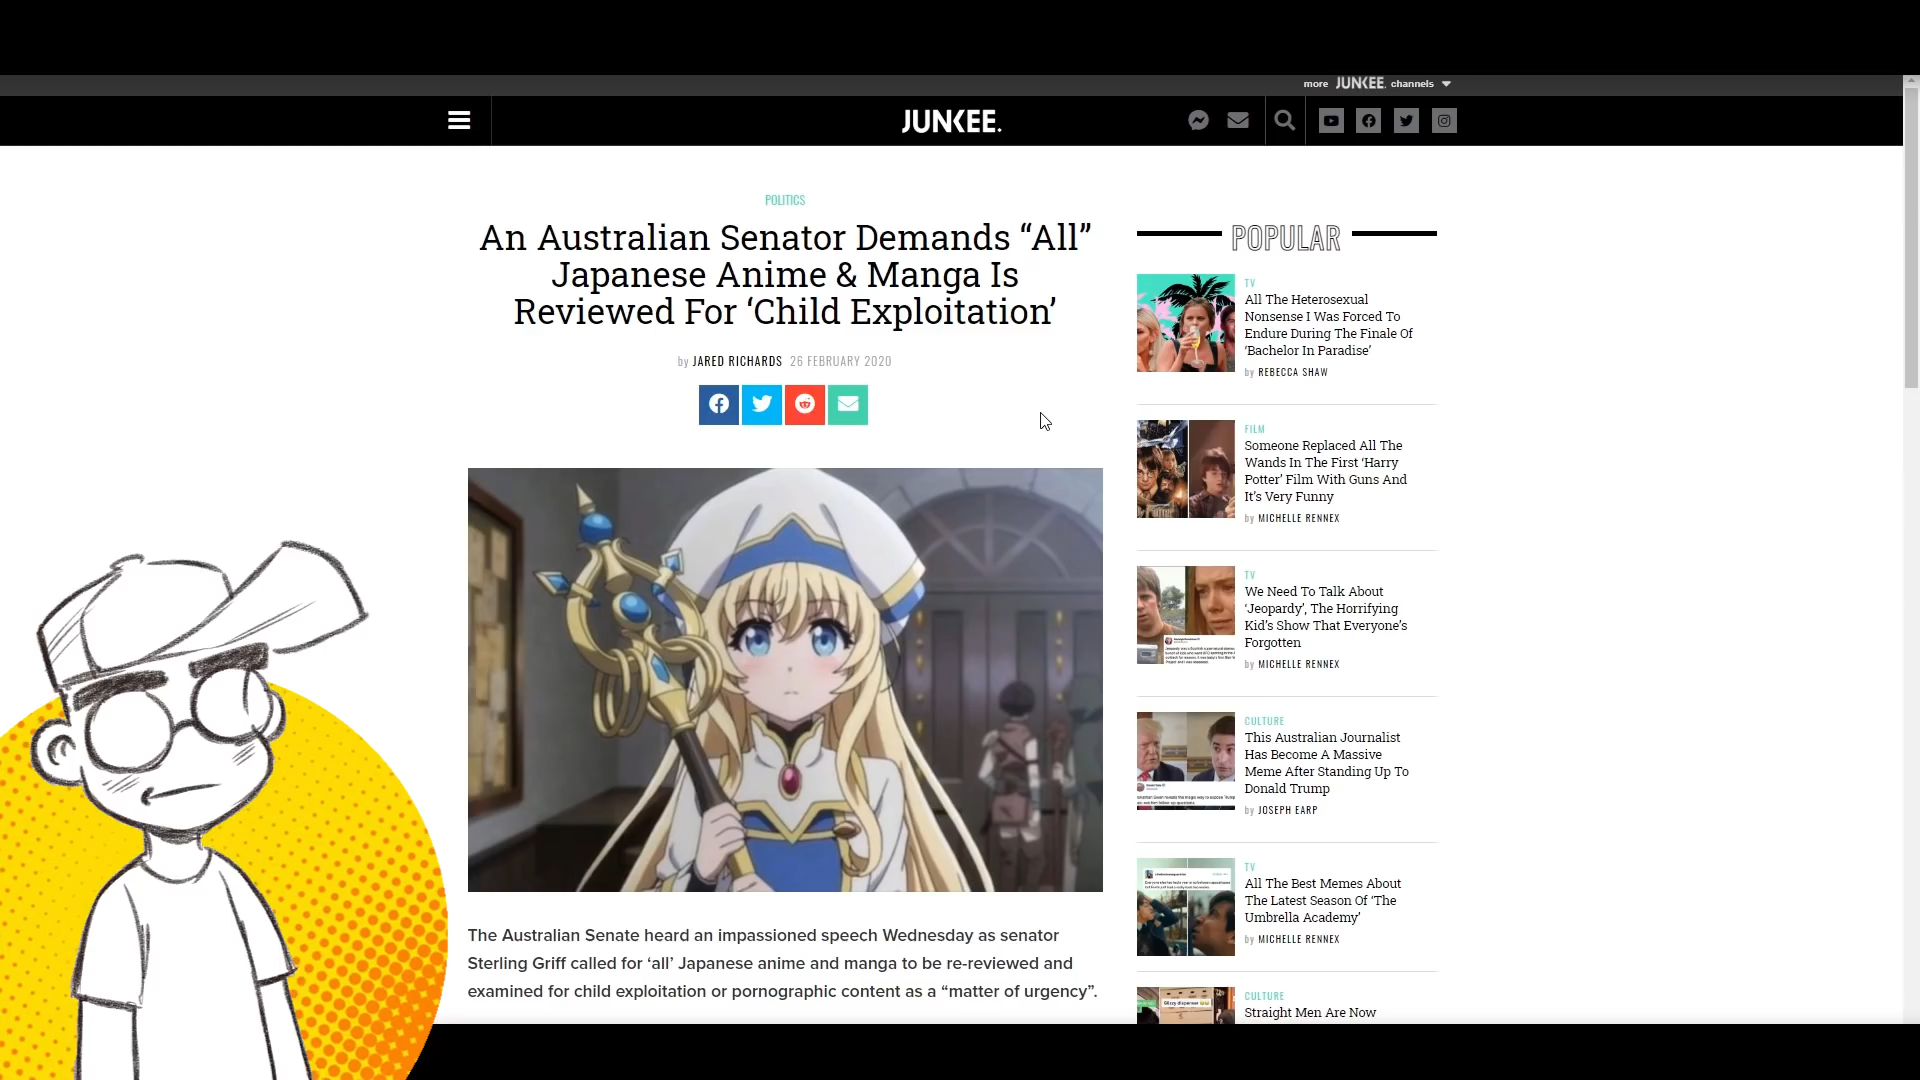 more JUNKEE. channels
JUNKEE.
POLITICS
An Australian Senator Demands “All”
Japanese Anime & Manga Is
Reviewed For ‘Child Exploitation’
by JARED RICHARDS 26 FEBRUARY 2020
The Australian Senate heard an impassioned speech Wednesday as senator
Sterling Griff called for ‘all’ Japanese anime and manga to be re-reviewed and
examined for child exploitation or pornographic content as a “matter of urgency”.
POPULAR
TV
All The Heterosexual
Nonsense I Was Forced To
Endure During The Finale Of
‘Bachelor In Paradise’
by REBECCA SHAW
FILM
Someone Replaced All The
Wands In The First ‘Harry
Potter’ Film With Guns And
It’s Very Funny
by MICHELLE RENNEX
TV
We Need To Talk About
‘Jeopardy’, The Horrifying
Kid’s Show That Everyone’s
Forgotten
by MICHELLE RENNEX
CULTURE
This Australian Journalist
Has Become A Massive
Meme After Standing Up To
Donald Trump
by JOSEPH EARP
TV
All The Best Memes About
The Latest Season Of ‘The
Umbrella Academy’
by MICHELLE RENNEX
CULTURE
Straight Men Are Now